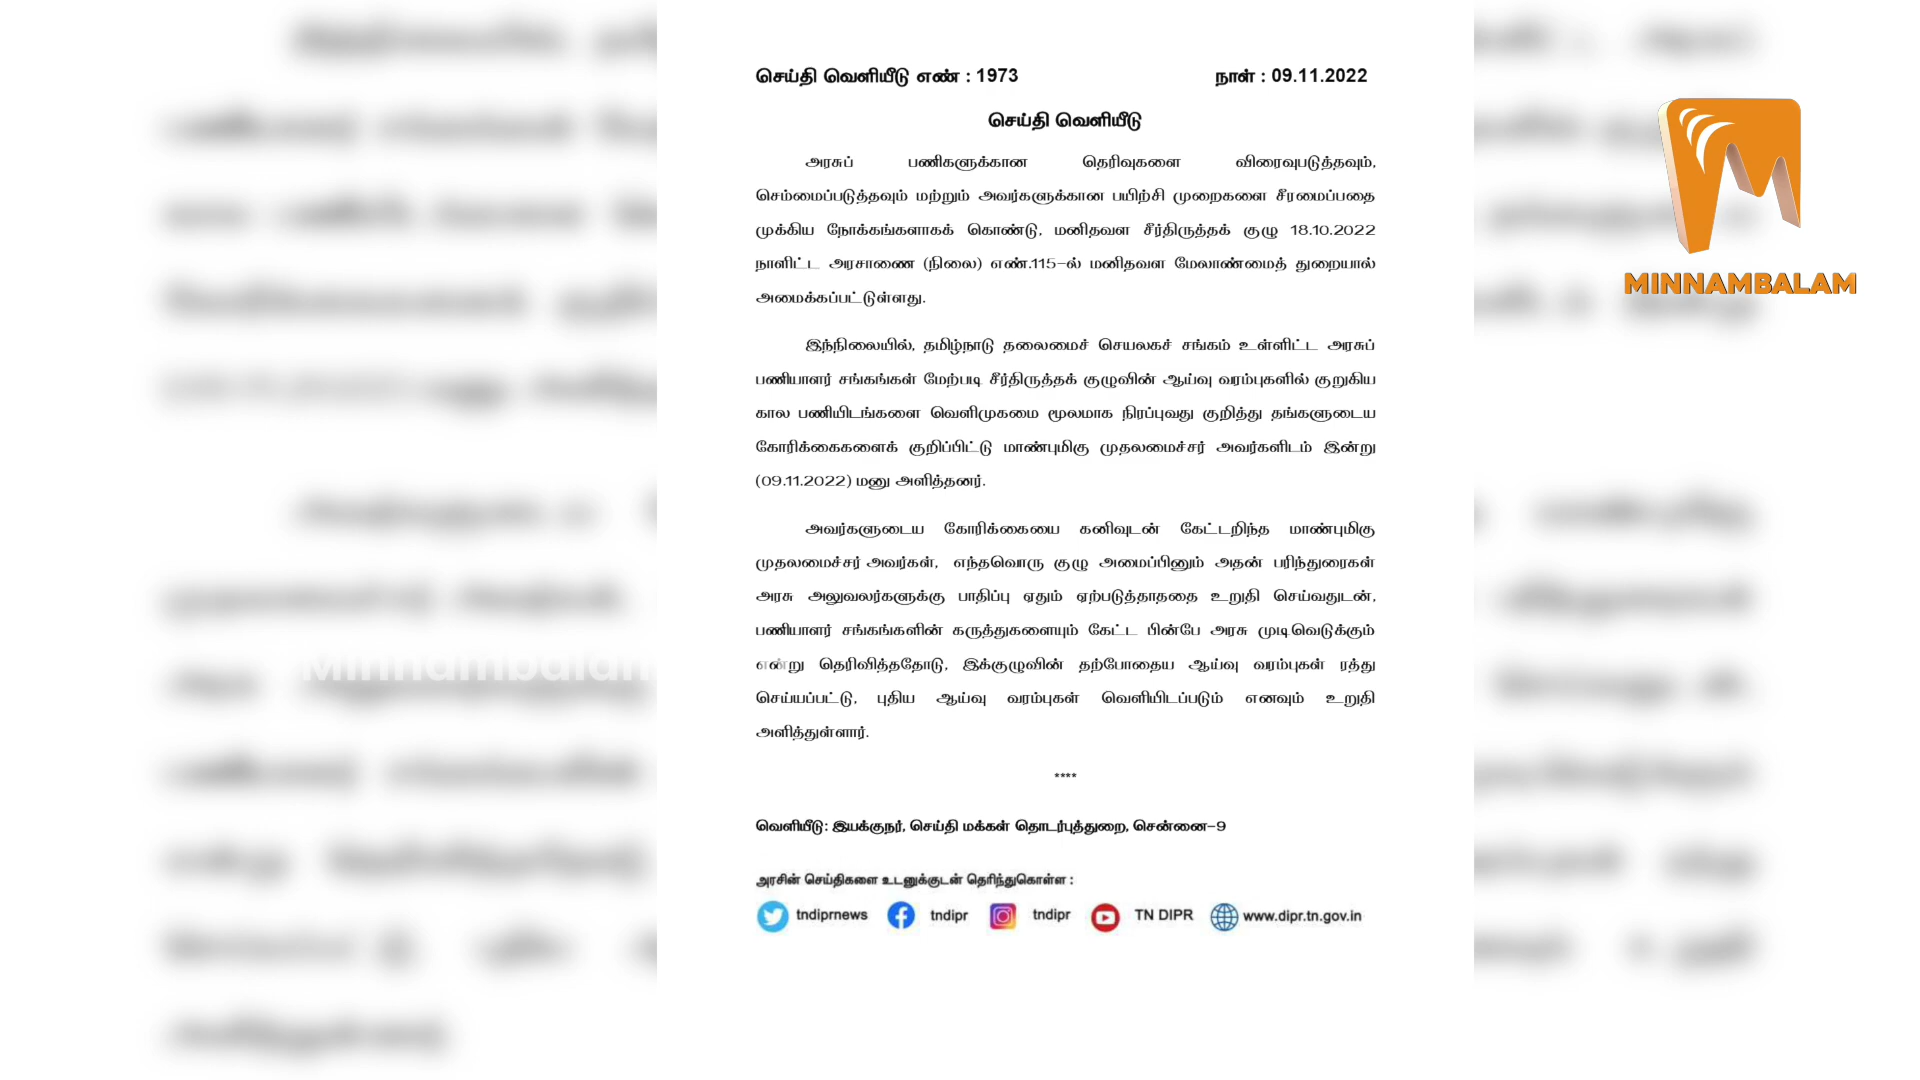 செய்தி வெளியீடு எண் : 1973 நாள் : 09.11.2022
செய்தி வெளியீடு
அரசுப் பணிகளுக்கான தெரிவுகளை விரைவுபடுத்தவும்,
செம்மைப்படுத்தவும் மற்றும் அவர்களுக்கான பயிற்சி முறைகளை சீரமைப்பதை
முக்கிய நோக்கங்களாகக் கொண்டு, மனிதவள சீர்திருத்தக் குழு 18.10.2022
நாளிட்ட அரசாணை (நிலை) எண்.115-ல் மனிதவள மேலாண்மைத் துறையால்
அமைக்கப்பட்டுள்ளது.
இந்நிலையில், தமிழ்நாடு தலைமைச் செயலகச் சங்கம் உள்ளிட்ட அரசுப்
பணியாளர் சங்கங்கள் மேற்படி சீர்திருத்தக் குழுவின் ஆய்வு வரம்புகளில் குறுகிய
கால பணியிடங்களை வெளிமுகமை மூலமாக நிரப்புவது குறித்து தங்களுடைய
கோரிக்கைகளைக் குறிப்பிட்டு மாண்புமிகு முதலமைச்சர் அவர்களிடம் இன்று
(09.11.2022) மனு அளித்தனர்.
அவர்களுடைய கோரிக்கையை கனிவுடன் கேட்டறிந்த மாண்புமிகு
முதலமைச்சர் அவர்கள், எந்தவொரு குழு அமைப்பினும் அதன் பரிந்துரைகள்
அரசு அலுவலர்களுக்கு பாதிப்பு ஏதும் ஏற்படுத்தாததை உறுதி செய்வதுடன்,
பணியாளர் சங்கங்களின் கருத்துகளையும் கேட்ட பின்பே அரசு முடிவெடுக்கும்
என்று தெரிவித்ததோடு, இக்குழுவின் தற்போதைய ஆய்வு வரம்புகள் ரத்து
செய்யப்பட்டு, புதிய ஆய்வு வரம்புகள் வெளியிடப்படும் எனவும் உறுதி
அளித்துள்ளார்.
****
வெளியீடு: இயக்குநர், செய்தி மக்கள் தொடர்புத்துறை, சென்னை-9
அரசின் செய்திகளை உடனுக்குடன் தெரிந்துகொள்ள :
tndiprnews tndipr tndipr TN DIPR www.dipr.tn.gov.in
MINNAMBALAM